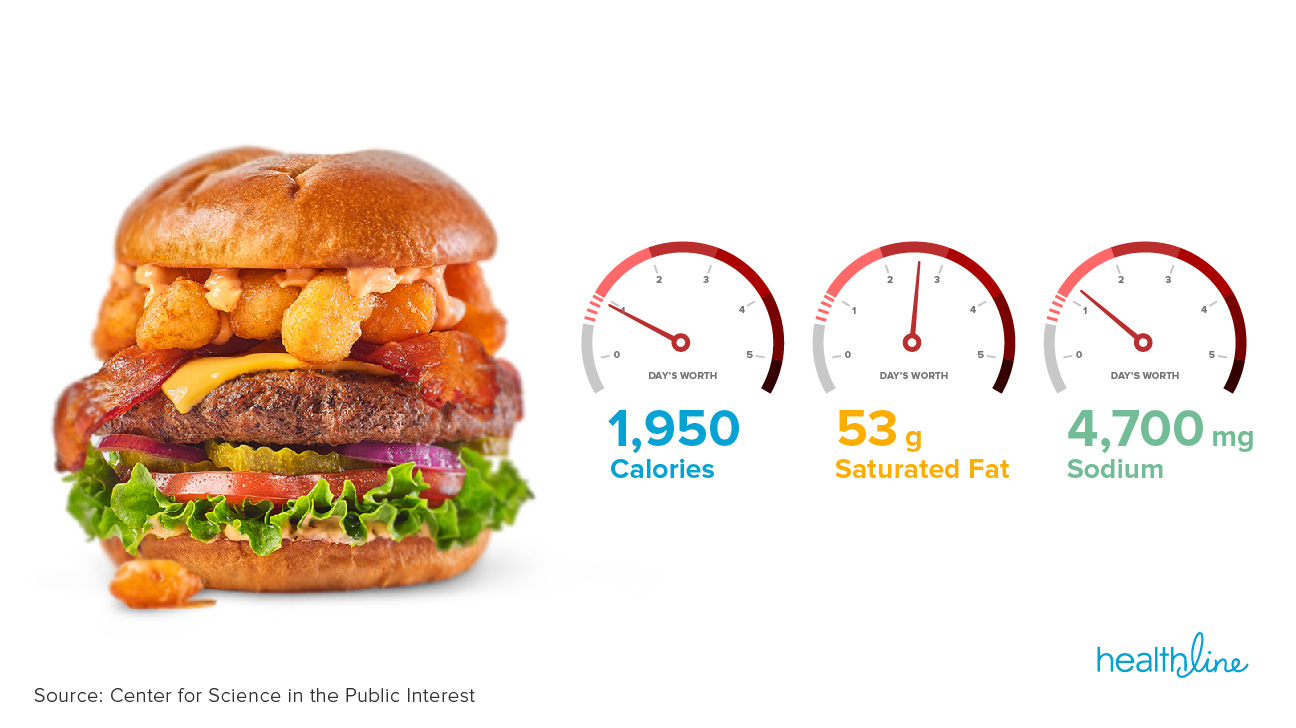 0
1
2
3
4
5
DAY'S WORTH
1,950
Calories
0
1
2
3
4
5
DAY'S WORTH
53 g
Saturated Fat
0
1
2
3
4
5
DAY'S WORTH
4,700 mg
Sodium
healthline
Source: Center for Science in the Public Interest